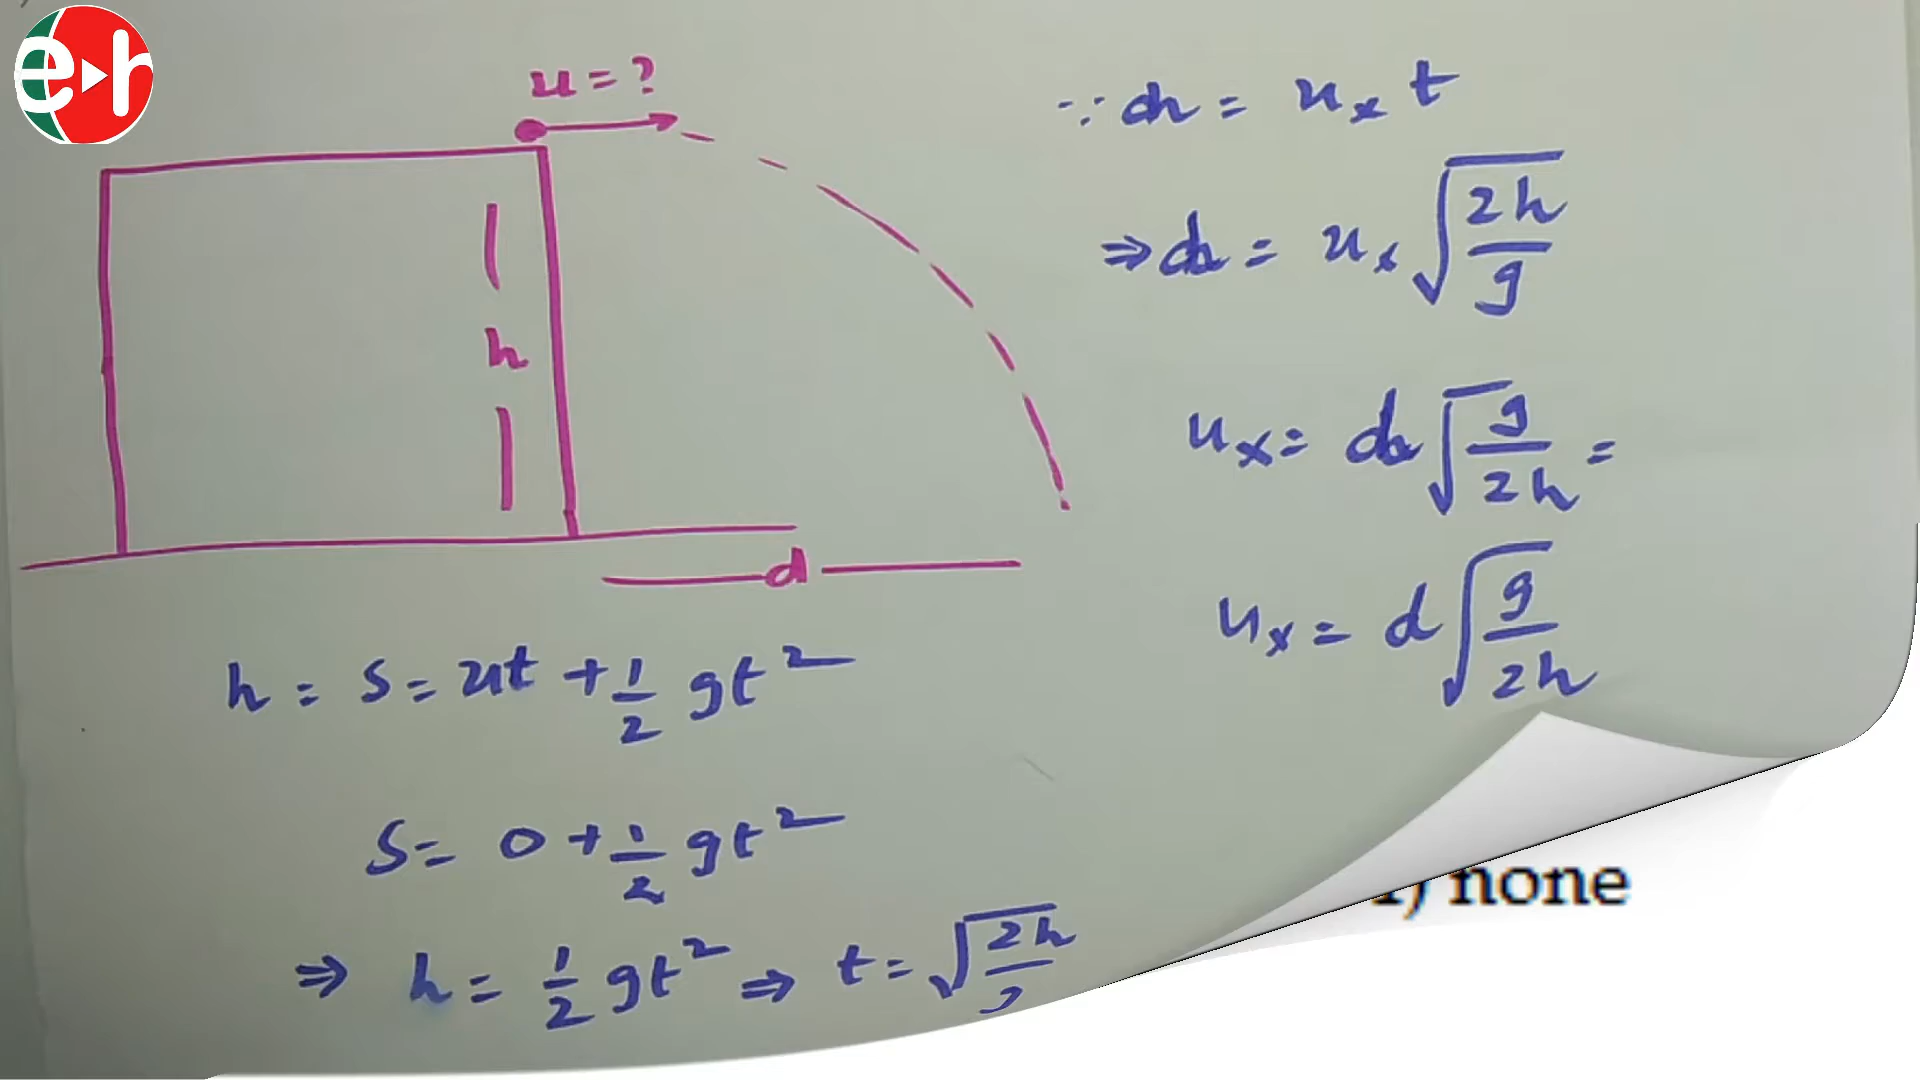 eh
u = ?
h
d
h = s = ut + 1/2 gt²
s = 0 + 1/2 gt²
⇒ h = 1/2 gt² ⇒ t = √(2h/g)
∵ d = uₓ t
⇒ d = uₓ √(2h/g)
uₓ = d √(g/2h) =
uₓ = d √(g/2h)
none